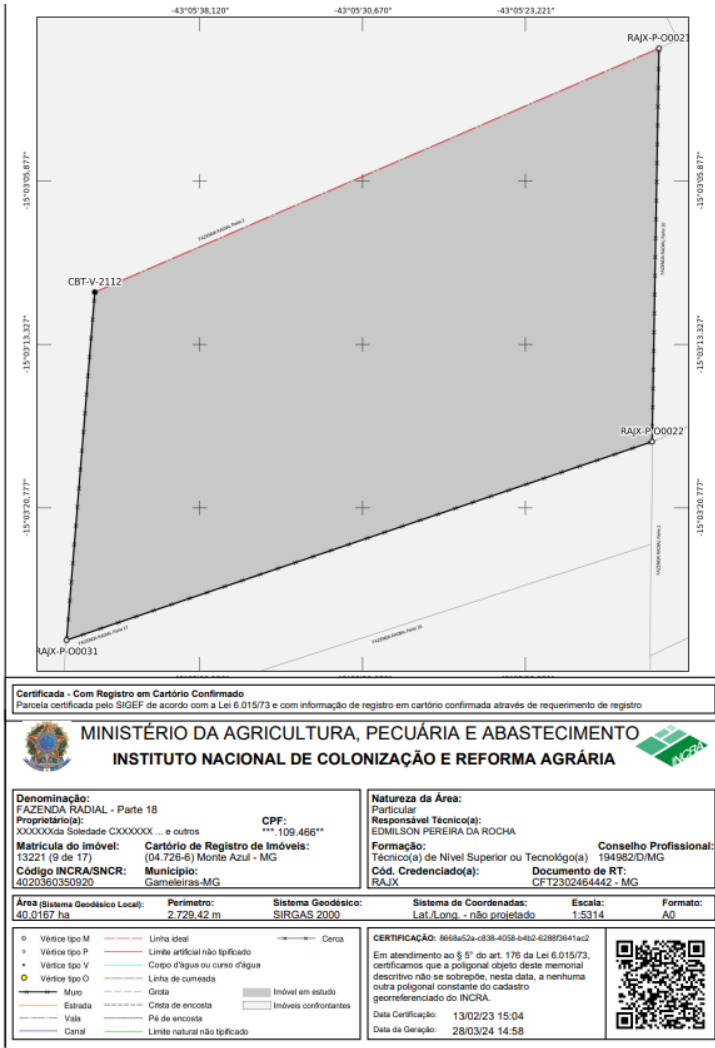 -43°05'38,120"
-43°05'30,670"
-43°05'23,221"
RAJX-P-O0021
-15°03'05,877"
-15°03'05,877"
FAZENDA RADIAL Parte
CBT-V-2112
-15°03'13,327"
-15°03'13,327"
RAJX-P-O0022
-15°03'20,777"
-15°03'20,777"
FAZENDA RADIAL Parte 17
RAJX-P-O0031
Certificada - Com Registro em Cartório Confirmado
Parcela certificada pelo SIGEF de acordo com a Lei 6.015/73 e com informação de registro em cartório confirmada através de requerimento de registro
MINISTÉRIO DA AGRICULTURA, PECUÁRIA E ABASTECIMENTO
INSTITUTO NACIONAL DE COLONIZAÇÃO E REFORMA AGRÁRIA
INCRA
Denominação:
FAZENDA RADIAL - Parte 18
Proprietário(a): CPF:
XXXXXXda Soledade CXXXXXX ... e outros ***.109.466**
Matrícula do imóvel: Cartório de Registro de Imóveis:
13221 (9 de 17) (04.726-6) Monte Azul - MG
Código INCRA/SNCR: Município:
4020360350920 Gameleiras-MG
Natureza da Área:
Particular
Responsável Técnico(a):
EDMILSON PEREIRA DA ROCHA
Formação: Conselho Profissional:
Técnico(a) de Nível Superior ou Tecnológo(a) 194982/D/MG
Cód. Credenciado(a): Documento de RT:
RAJX CFT2302464442 - MG
Área (Sistema Geodésico Local): Perímetro: Sistema Geodésico: Sistema de Coordenadas: Escala: Formato:
40,0167 ha 2.729,42 m SIRGAS 2000 Lat./Long. - não projetado 1:5314 A0
Vértice tipo M Linha ideal Cerca
Vértice tipo P Limite artificial não tipificado
Vértice tipo V Corpo d'água ou curso d'água
Vértice tipo O Linha de cumeada
Muro Grota Imóvel em estudo
Estrada Crista de encosta Imóveis confrontantes
Vala Pé de encosta
Canal Limite natural não tipificado
CERTIFICAÇÃO: 8668a52a-c838-4058-b4b2-6288f3641ac2
Em atendimento ao § 5° do art. 176 da Lei 6.015/73,
certificamos que a poligonal objeto deste memorial
descritivo não se sobrepõe, nesta data, a nenhuma
outra poligonal constante do cadastro
georreferenciado do INCRA.
Data Certificação: 13/02/23 15:04
Data da Geração: 28/03/24 14:58